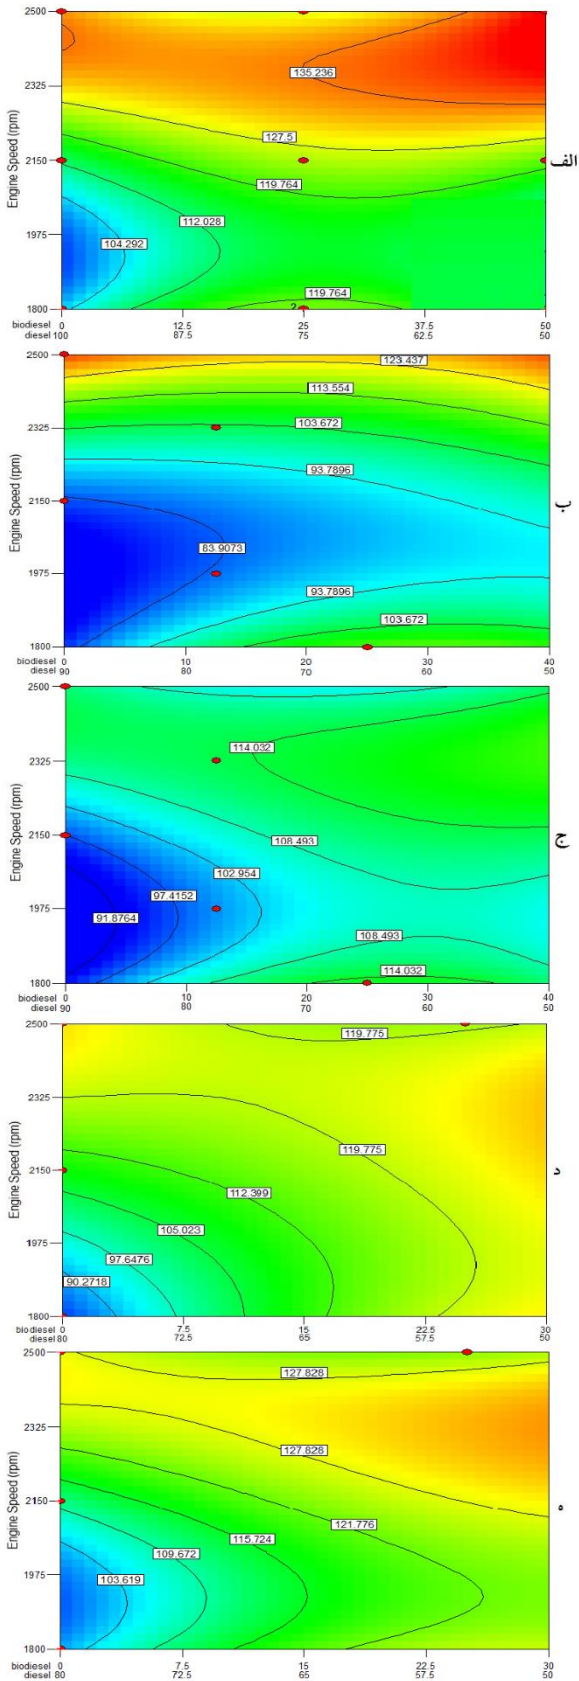 2500
135.236
2325
127.5
Engine Speed (rpm)
2150
الف
119.764
112.028
1975
104.292
119.764
2
1800
biodiesel 0 12.5 25 37.5 50
diesel 100 87.5 75 62.5 50
2500
123.437
113.554
2325
103.672
Engine Speed (rpm)
93.7896
2150
ب
83.9073
1975
93.7896
103.672
1800
biodiesel 0 10 20 30 40
diesel 90 80 70 60 50
2500
114.032
2325
Engine Speed (rpm)
2150
ج
108.493
102.954
97.4152
1975
91.8764
108.493
114.032
1800
biodiesel 0 10 20 30 40
diesel 90 80 70 60 50
2500
119.775
2325
Engine Speed (rpm)
119.775
2150
د
112.399
105.023
1975
97.6476
90.2718
1800
biodiesel 0 7.5 15 22.5 30
diesel 80 72.5 65 57.5 50
2500
127.828
2325
127.828
Engine Speed (rpm)
2150
ه
121.776
115.724
109.672
1975
103.619
1800
biodiesel 0 7.5 15 22.5 30
diesel 80 72.5 65 57.5 50